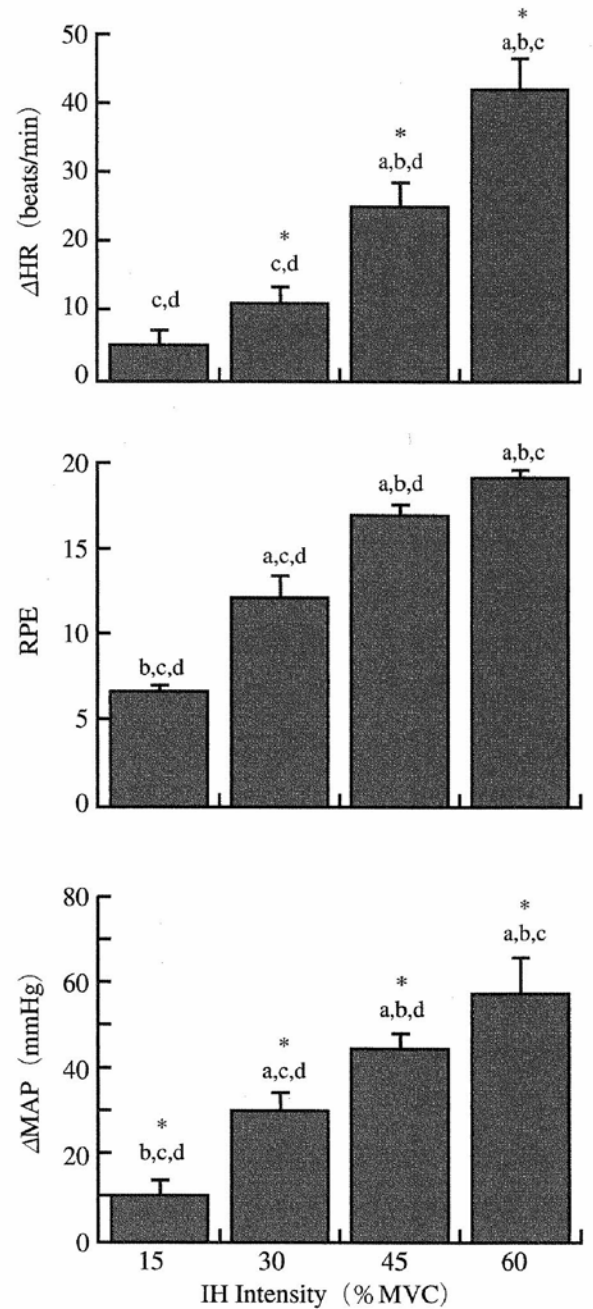 50
40
30
20
10
0
ΔHR (beats/min)
c,d
*
c,d
*
a,b,d
*
a,b,c
20
15
10
5
0
RPE
b,c,d
a,c,d
a,b,d
a,b,c
80
60
40
20
0
ΔMAP (mmHg)
*
b,c,d
*
a,c,d
*
a,b,d
*
a,b,c
15 30 45 60
IH Intensity (% MVC)